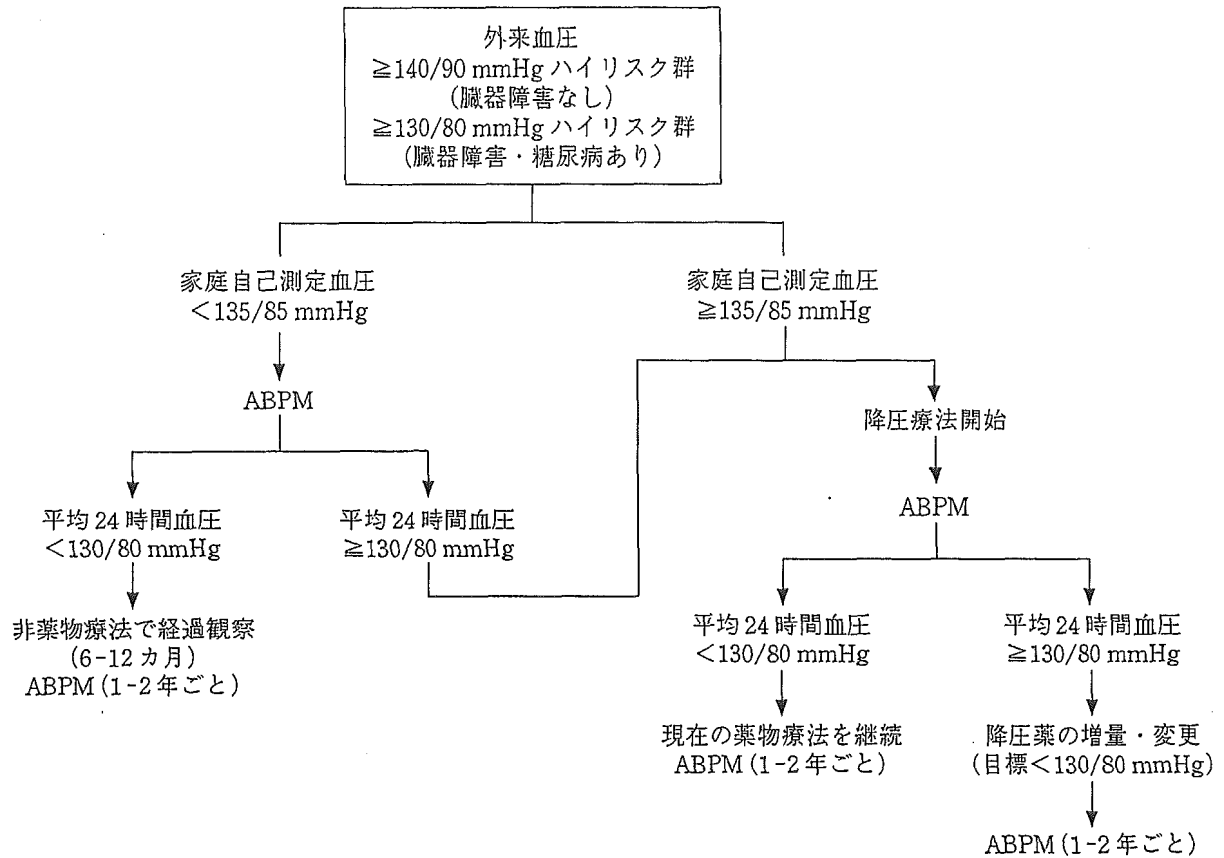 外来血圧
≧140/90 mmHg ハイリスク群
(臓器障害なし)
≧130/80 mmHg ハイリスク群
(臓器障害・糖尿病あり)
家庭自己測定血圧
<135/85 mmHg
ABPM
平均24時間血圧
<130/80 mmHg
非薬物療法で経過観察
(6-12カ月)
ABPM(1-2年ごと)
平均24時間血圧
≧130/80 mmHg
家庭自己測定血圧
≧135/85 mmHg
降圧療法開始
ABPM
平均24時間血圧
<130/80 mmHg
現在の薬物療法を継続
ABPM(1-2年ごと)
平均24時間血圧
≧130/80 mmHg
降圧薬の増量・変更
(目標<130/80 mmHg)
ABPM(1-2年ごと)